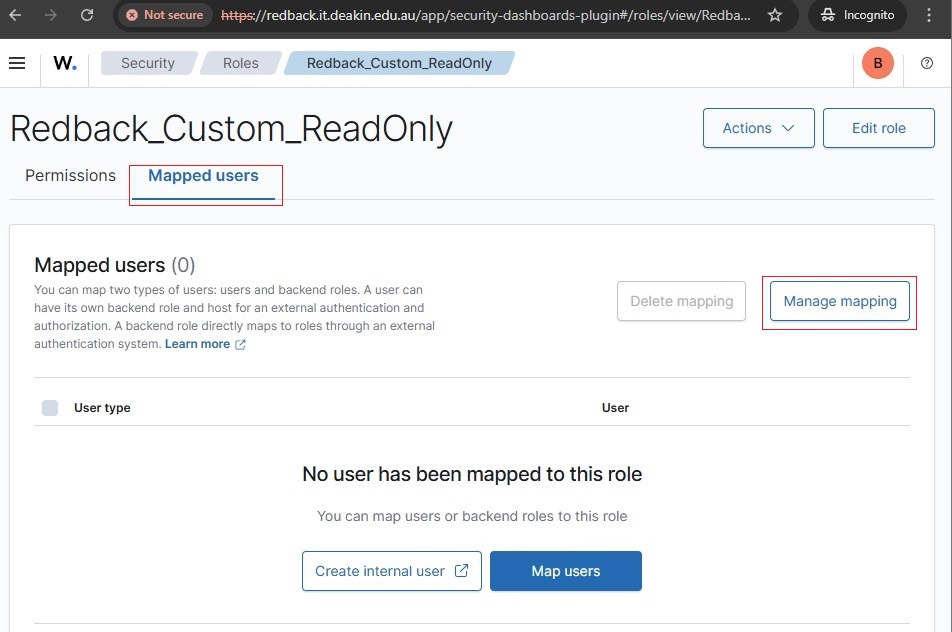 Not secure https://redback.it.deakin.edu.au/app/security-dashboards-plugin#/roles/view/Redba... Incognito
W. Security Roles Redback_Custom_ReadOnly B
Redback_Custom_ReadOnly
Actions Edit role
Permissions Mapped users
Mapped users (0)
You can map two types of users: users and backend roles. A user can
have its own backend role and host for an external authentication and
authorization. A backend role directly maps to roles through an external
authentication system. Learn more
Delete mapping Manage mapping
User type User
No user has been mapped to this role
You can map users or backend roles to this role
Create internal user Map users